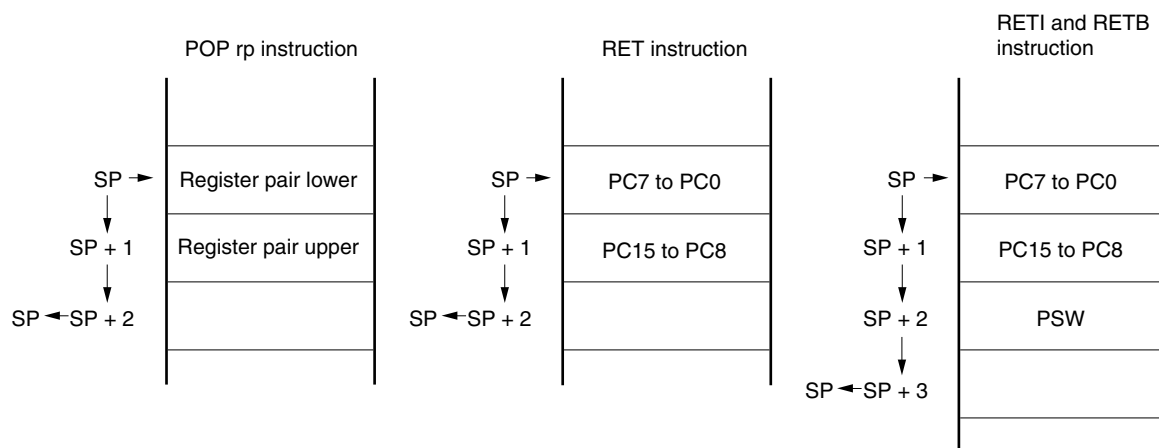 POP rp instruction
SP
Register pair lower
SP + 1
Register pair upper
SP
SP + 2
RET instruction
SP
PC7 to PC0
SP + 1
PC15 to PC8
SP
SP + 2
RETI and RETB
instruction
SP
PC7 to PC0
SP + 1
PC15 to PC8
SP + 2
PSW
SP
SP + 3